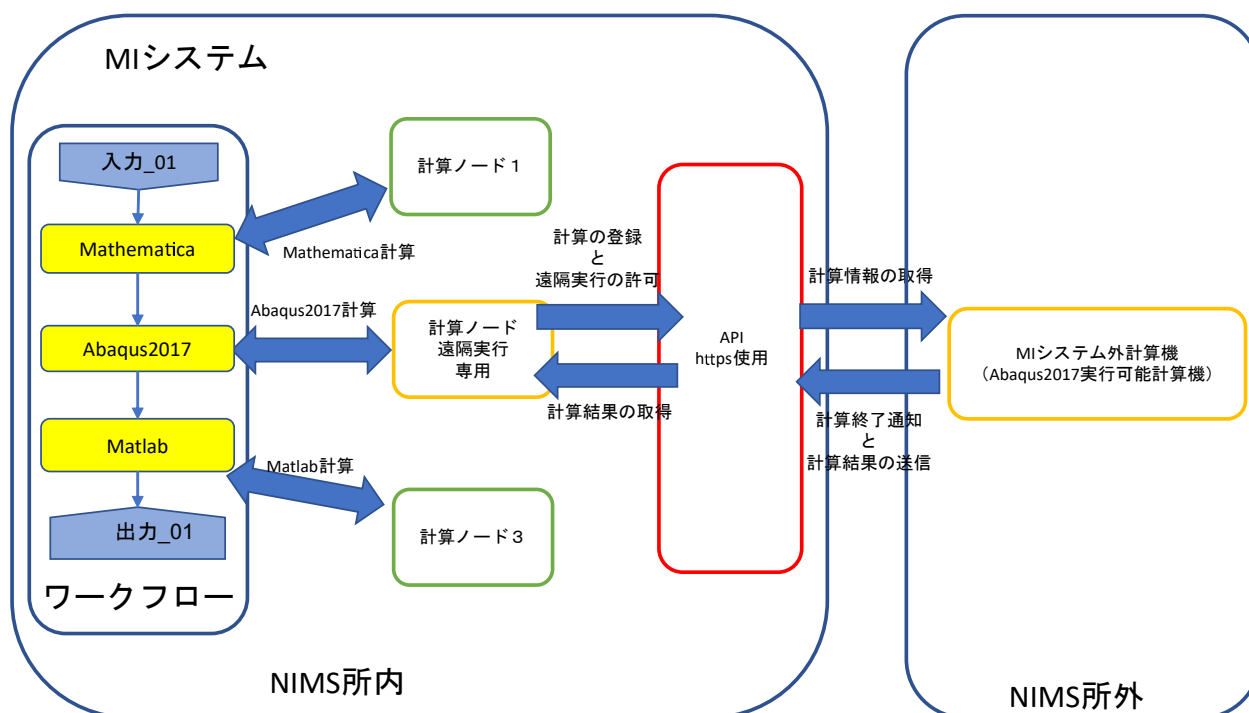 MIシステム
入力_01
Mathematica
Abaqus2017
Matlab
出力_01
ワークフロー
計算ノード１
Mathematica計算
Abaqus2017計算
計算ノード
遠隔実行
専用
Matlab計算
計算ノード３
計算の登録
と
遠隔実行の許可
計算結果の取得
API
https使用
計算情報の取得
計算終了通知
と
計算結果の送信
MIシステム外計算機
（Abaqus2017実行可能計算機）
NIMS所内
NIMS所外